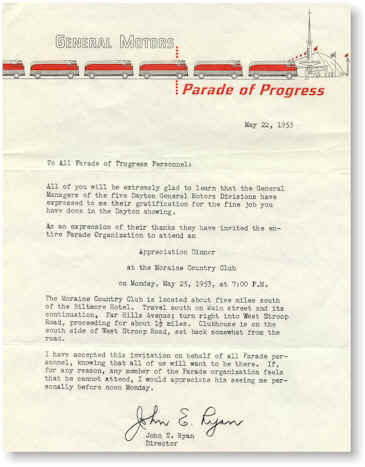 GENERAL MOTORS
Parade of Progress
May 22, 1953
To All Parade of Progress Personnel:
All of you will be extremely glad to learn that the General
Managers of the five Dayton General Motors Divisions have
expressed to me their gratification for the fine job you
have done in the Dayton showing.
As an expression of their thanks they have invited the en-
tire Parade Organization to attend an
Appreciation Dinner
at the Moraine Country Club
on Monday, May 25, 1953, at 7:00 P.M.
The Moraine Country Club is located about five miles south
of the Biltmore Hotel. Travel south on Main street and its
continuation, Far Hills Avenue; turn right into West Stroop
Road, proceeding for about 1½ miles. Clubhouse is on the
south side of West Stroop Road, set back somewhat from the
road.
I have accepted this invitation on behalf of all Parade per-
sonnel, knowing that all of us will want to be there. If,
for any reason, any member of the Parade organization feels
that he cannot attend, I would appreciate his seeing me per-
sonally before noon Monday.
John E. Ryan
John E. Ryan
Director